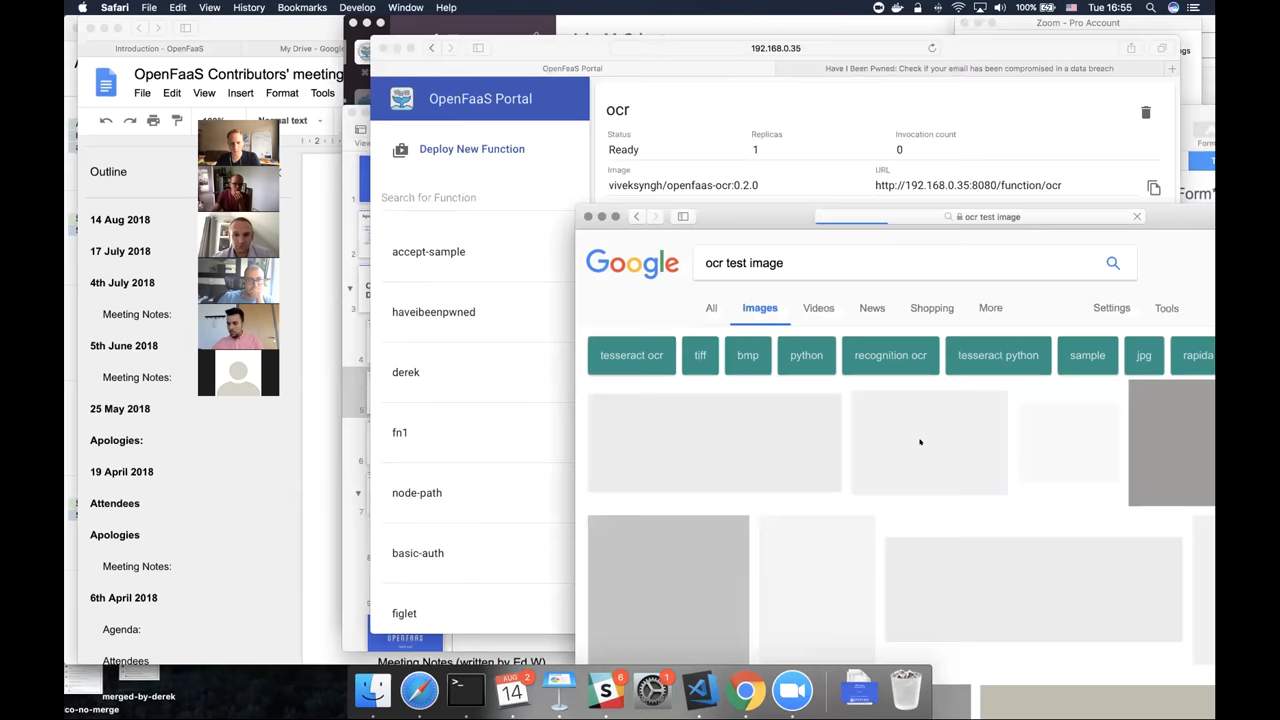 Safari File Edit View History Bookmarks Develop Window Help
100% Tue 16:55
Introduction - OpenFaaS
My Drive - Google
OpenFaaS Contributors' meeting
File Edit View Insert Format Tools
Normal text
2
Outline
14 Aug 2018
17 July 2018
4th July 2018
Meeting Notes:
5th June 2018
Meeting Notes:
25 May 2018
Apologies:
19 April 2018
Attendees
Apologies
Meeting Notes:
6th April 2018
Agenda:
Attendees
merged-by-derek
co-no-merge
Zoom - Pro Account
192.168.0.35
OpenFaaS Portal
Have I Been Pwned: Check if your email has been compromised in a data breach
OpenFaaS Portal
Deploy New Function
Search for Function
accept-sample
haveibeenpwned
derek
fn1
node-path
basic-auth
figlet
ocr
Status
Ready
Replicas
1
Invocation count
0
Image
viveksyngh/openfaas-ocr:0.2.0
URL
http://192.168.0.35:8080/function/ocr
ocr test image
Google
ocr test image
All Images Videos News Shopping More Settings Tools
tesseract ocr tiff bmp python recognition ocr tesseract python sample jpg rapida
OPENFAAS
Meeting Notes (written by Ed W)
AUG
14
2
6
1